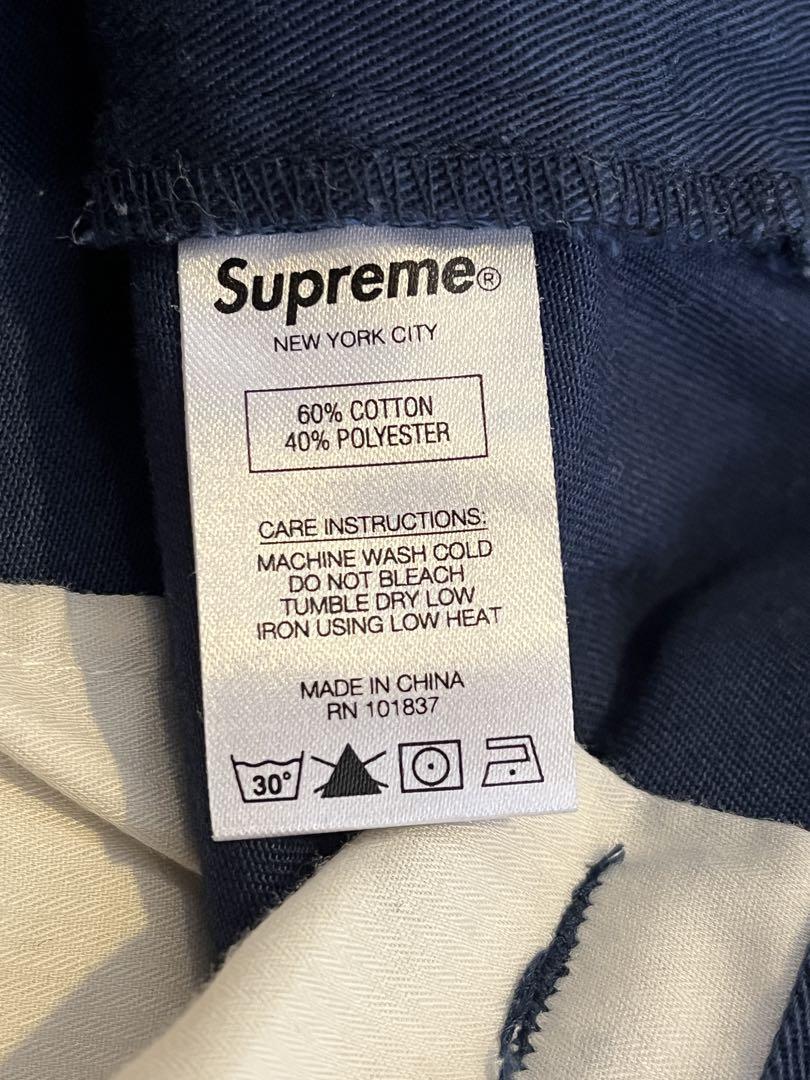 Supreme®
NEW YORK CITY
60% COTTON
40% POLYESTER
CARE INSTRUCTIONS:
MACHINE WASH COLD
DO NOT BLEACH
TUMBLE DRY LOW
IRON USING LOW HEAT
MADE IN CHINA
RN 101837
30°